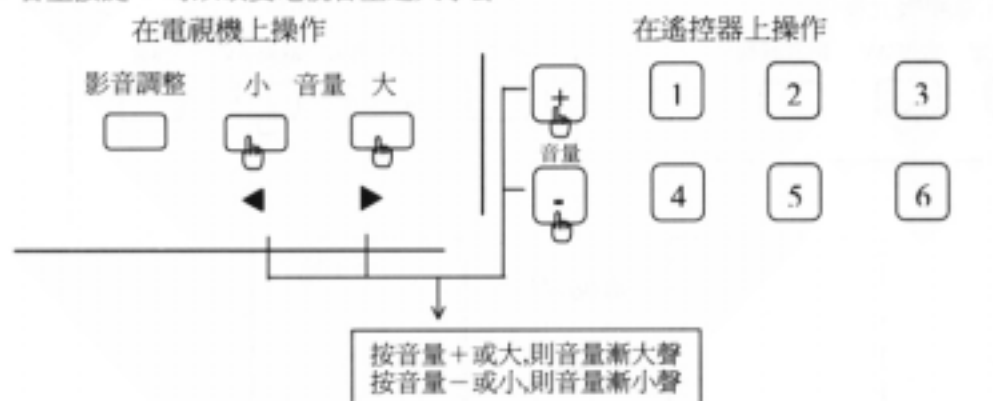 在電視機上操作
在遙控器上操作
影音調整 小 音量 大
+ 1 2 3
音量
- 4 5 6
按音量+或大,則音量漸大聲
按音量-或小,則音量漸小聲